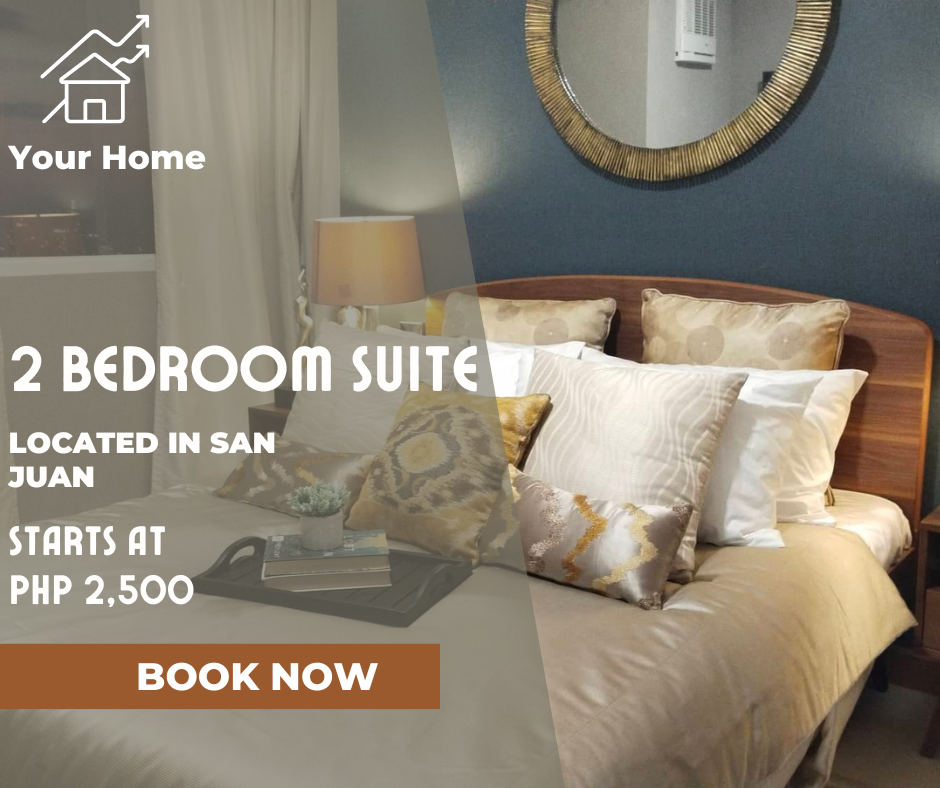 Your Home
2 BEDROOM SUITE
LOCATED IN SAN
JUAN
STARTS AT
PHP 2,500
BOOK NOW